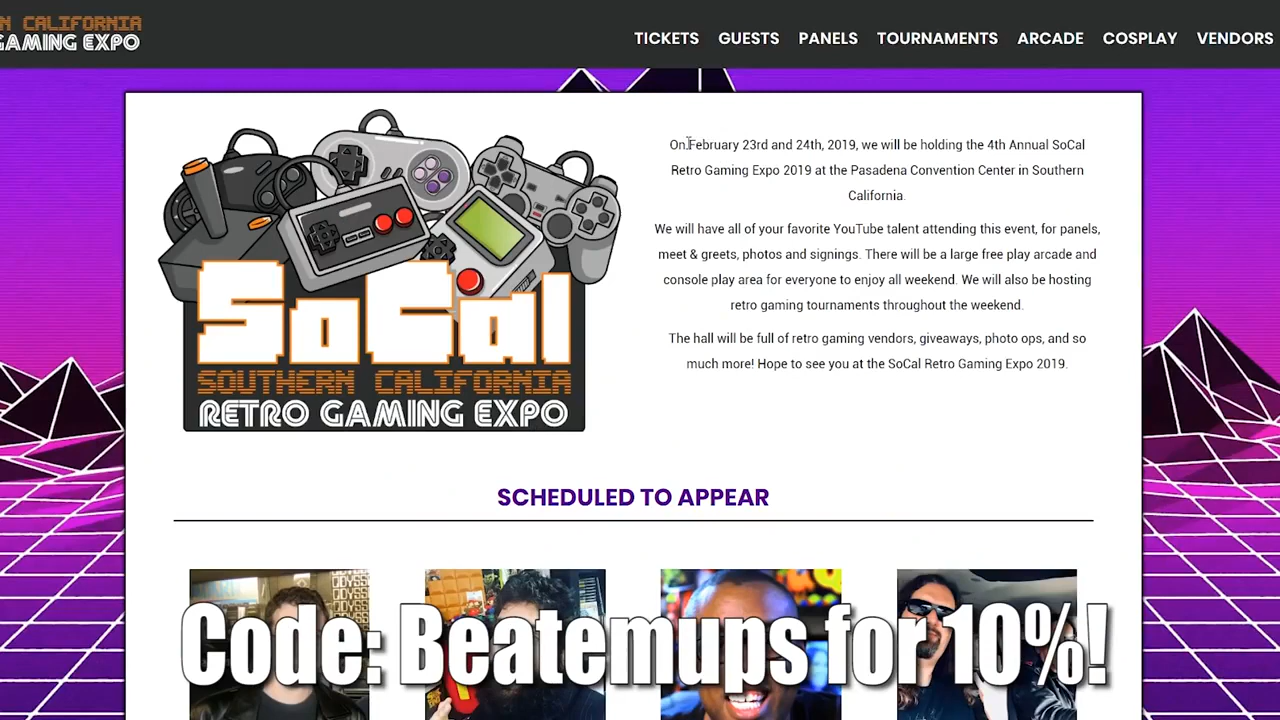 N CALIFORNIA
GAMING EXPO
TICKETS GUESTS PANELS TOURNAMENTS ARCADE COSPLAY VENDORS
On February 23rd and 24th, 2019, we will be holding the 4th Annual SoCal
Retro Gaming Expo 2019 at the Pasadena Convention Center in Southern
California.
We will have all of your favorite YouTube talent attending this event, for panels,
meet & greets, photos and signings. There will be a large free play arcade and
console play area for everyone to enjoy all weekend. We will also be hosting
retro gaming tournaments throughout the weekend.
The hall will be full of retro gaming vendors, giveaways, photo ops, and so
much more! Hope to see you at the SoCal Retro Gaming Expo 2019.
SoCal
SOUTHERN CALIFORNIA
RETRO GAMING EXPO
SCHEDULED TO APPEAR
Code: Beatemups for 10%!